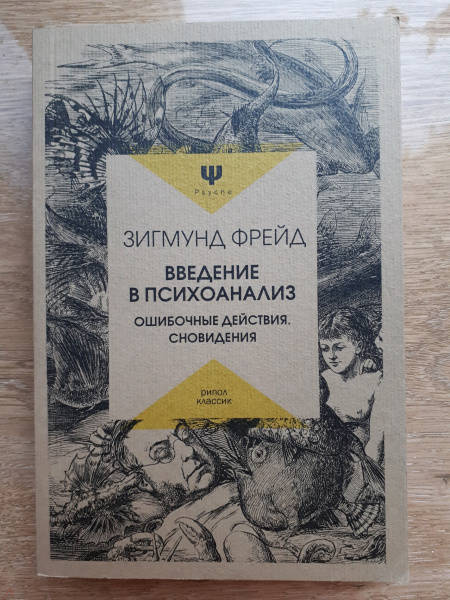 Ψ
Psyche
ЗИГМУНД ФРЕЙД
ВВЕДЕНИЕ
В ПСИХОАНАЛИЗ
ОШИБОЧНЫЕ ДЕЙСТВИЯ.
СНОВИДЕНИЯ
рипол
классик